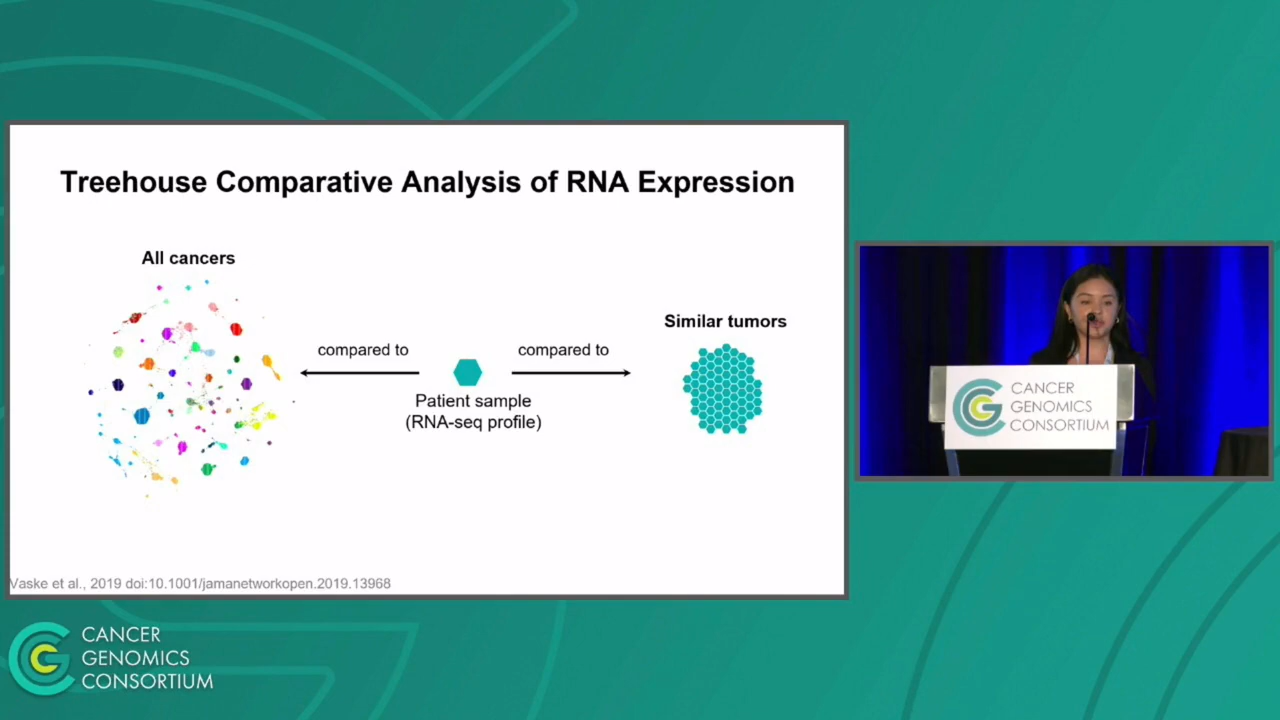 Treehouse Comparative Analysis of RNA Expression
All cancers
compared to
compared to
Patient sample
(RNA-seq profile)
Similar tumors
Vaske et al., 2019 doi:10.1001/jamanetworkopen.2019.13968
CANCER
GENOMICS
CONSORTIUM
CANCER
GENOMICS
CONSORTIUM